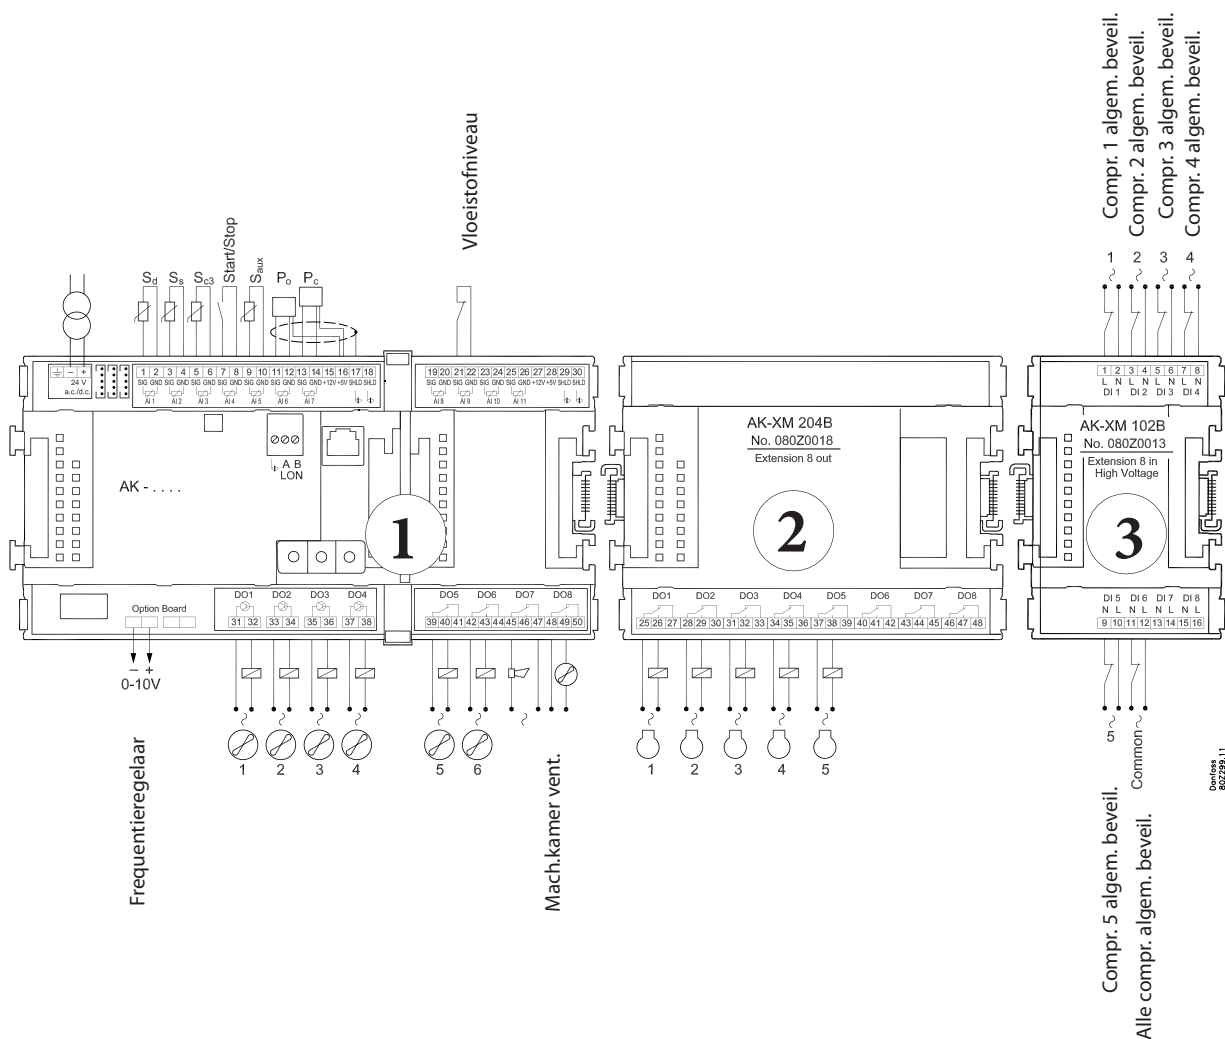 Compr. 1 algem. beveil.
Compr. 2 algem. beveil.
Compr. 3 algem. beveil.
Compr. 4 algem. beveil.
Vloeistofniveau
Sd Ss Sc3 Start/Stop Saux Po Pc
1 2 3 4
- +
24 V
a.c./d.c.
1 2 3 4 5 6 7 8 9 10 11 12 13 14 15 16 17 18
SIG GND SIG GND SIG GND SIG GND SIG GND SIG GND SIG GND +12V +5V SHLD SHLD
AI 1 AI 2 AI 3 AI 4 AI 5 AI 6 AI 7
19 20 21 22 23 24 25 26 27 28 29 30
SIG GND SIG GND SIG GND SIG GND +12V +5V SHLD SHLD
AI 8 AI 9 AI 10 AI 11
1 2 3 4 5 6 7 8
L N L N L N L N
DI 1 DI 2 DI 3 DI 4
A B
LON
AK - . . . .
1
AK-XM 204B
No. 080Z0018
Extension 8 out
2
AK-XM 102B
No. 080Z0013
Extension 8 in
High Voltage
3
Option Board
DO1 DO2 DO3 DO4
31 32 33 34 35 36 37 38
DO5 DO6 DO7 DO8
39 40 41 42 43 44 45 46 47 48 49 50
DO1 DO2 DO3 DO4 DO5 DO6 DO7 DO8
25 26 27 28 29 30 31 32 33 34 35 36 37 38 39 40 41 42 43 44 45 46 47 48
DI 5 DI 6 DI 7 DI 8
N L N L N L N L
9 10 11 12 13 14 15 16
- +
0-10V
1 2 3 4
5 6
1 2 3 4 5
5
Common
Frequentieregelaar
Mach.kamer vent.
Compr. 5 algem. beveil.
Alle compr. algem. beveil.
Danfoss
80Z299.11